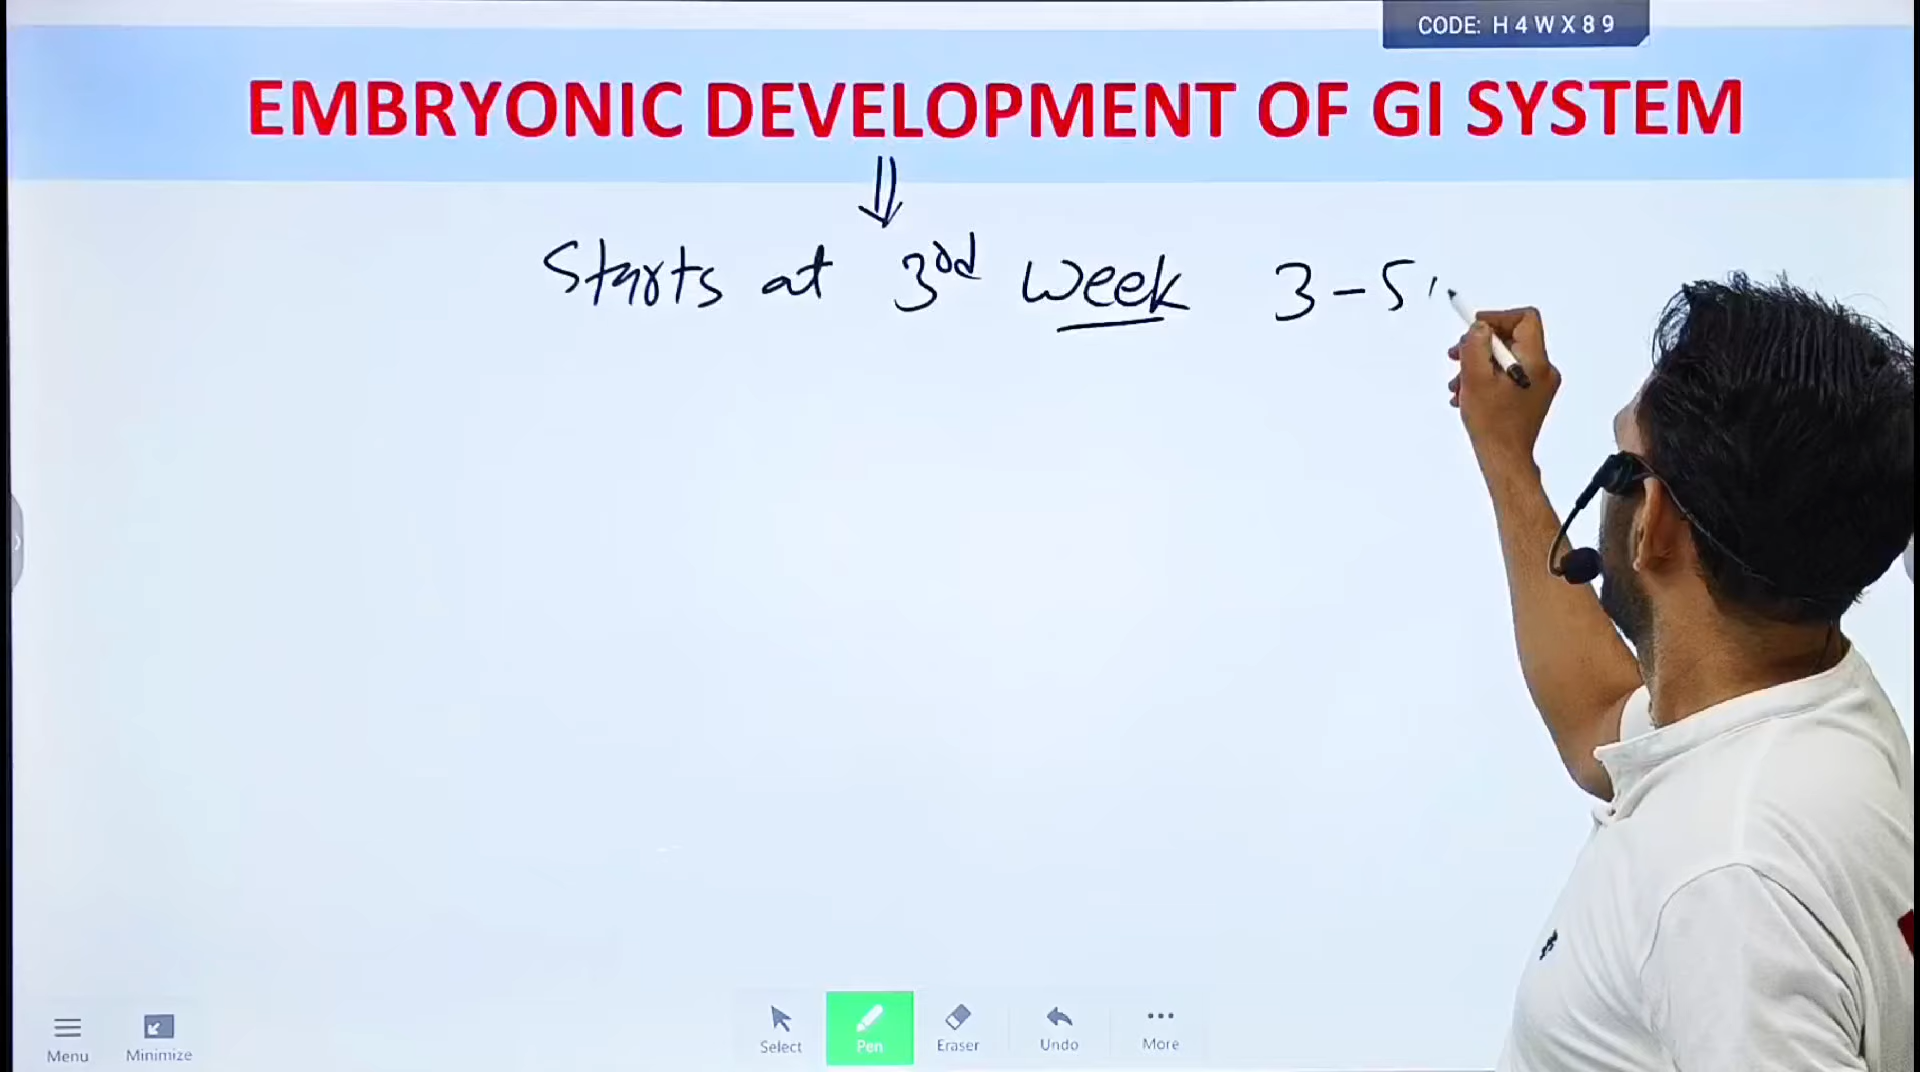 CODE: H4WX89
EMBRYONIC DEVELOPMENT OF GI SYSTEM
⇓
Starts at 3rd week 3-5
Menu
Minimize
Select
Pen
Eraser
Undo
More